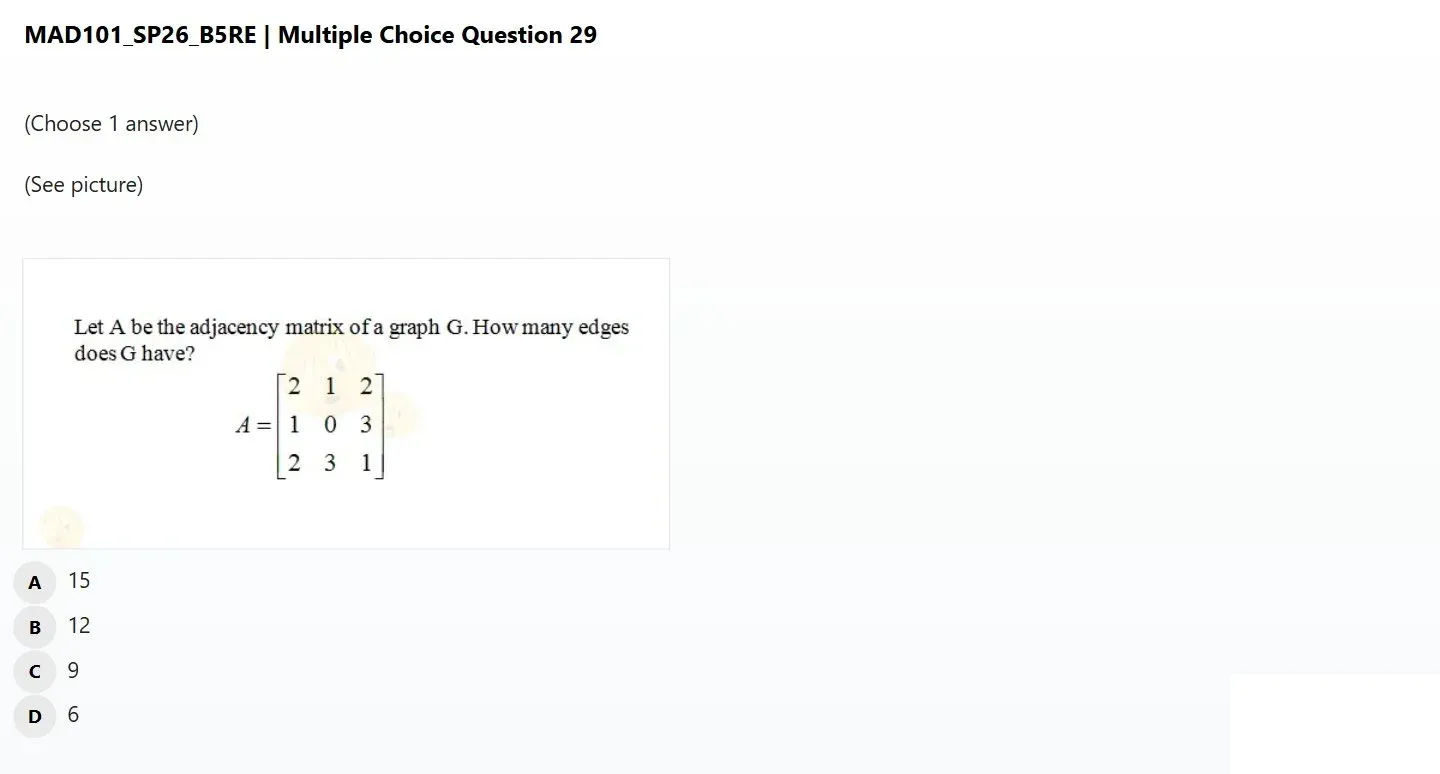 MAD101_SP26_B5RE | Multiple Choice Question 29
(Choose 1 answer)
(See picture)
Let A be the adjacency matrix of a graph G. How many edges
does G have?
2 1 2
A = 1 0 3
2 3 1
A 15
B 12
C 9
D 6